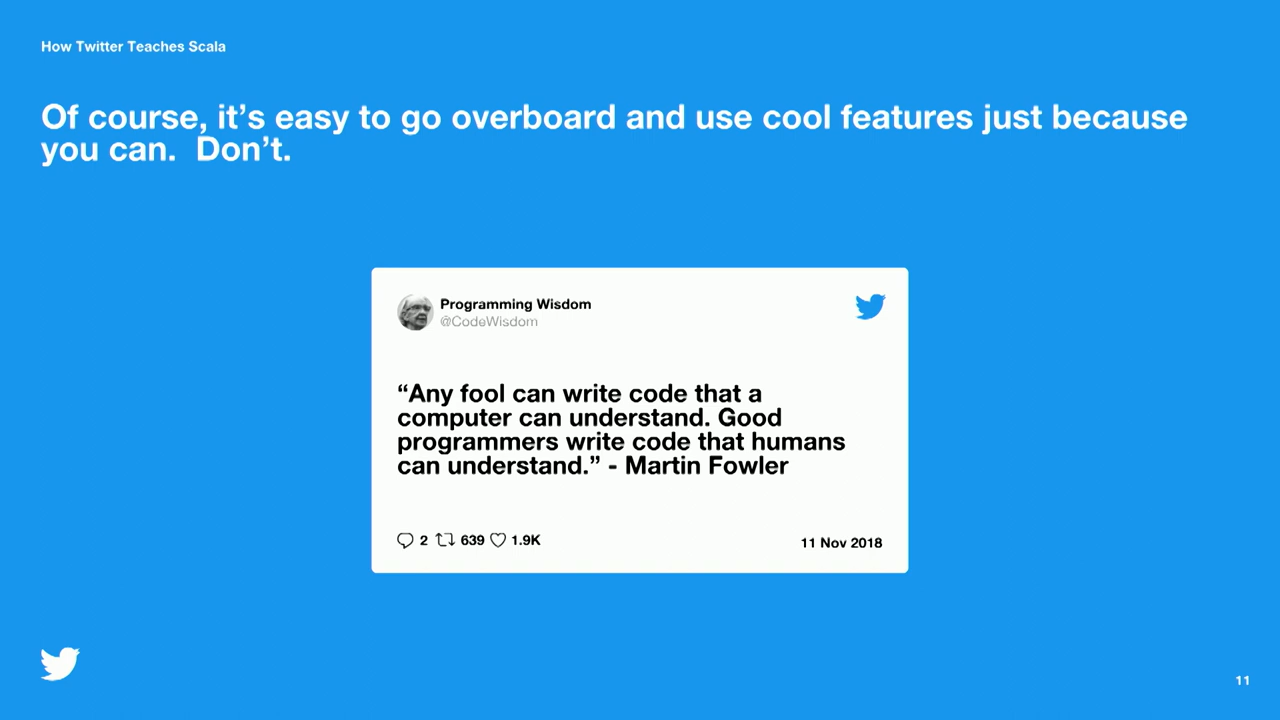 How Twitter Teaches Scala
Of course, it’s easy to go overboard and use cool features just because
you can.  Don’t.
Programming Wisdom
@CodeWisdom
“Any fool can write code that a
computer can understand. Good
programmers write code that humans
can understand.” - Martin Fowler
2 639 1.9K
11 Nov 2018
11